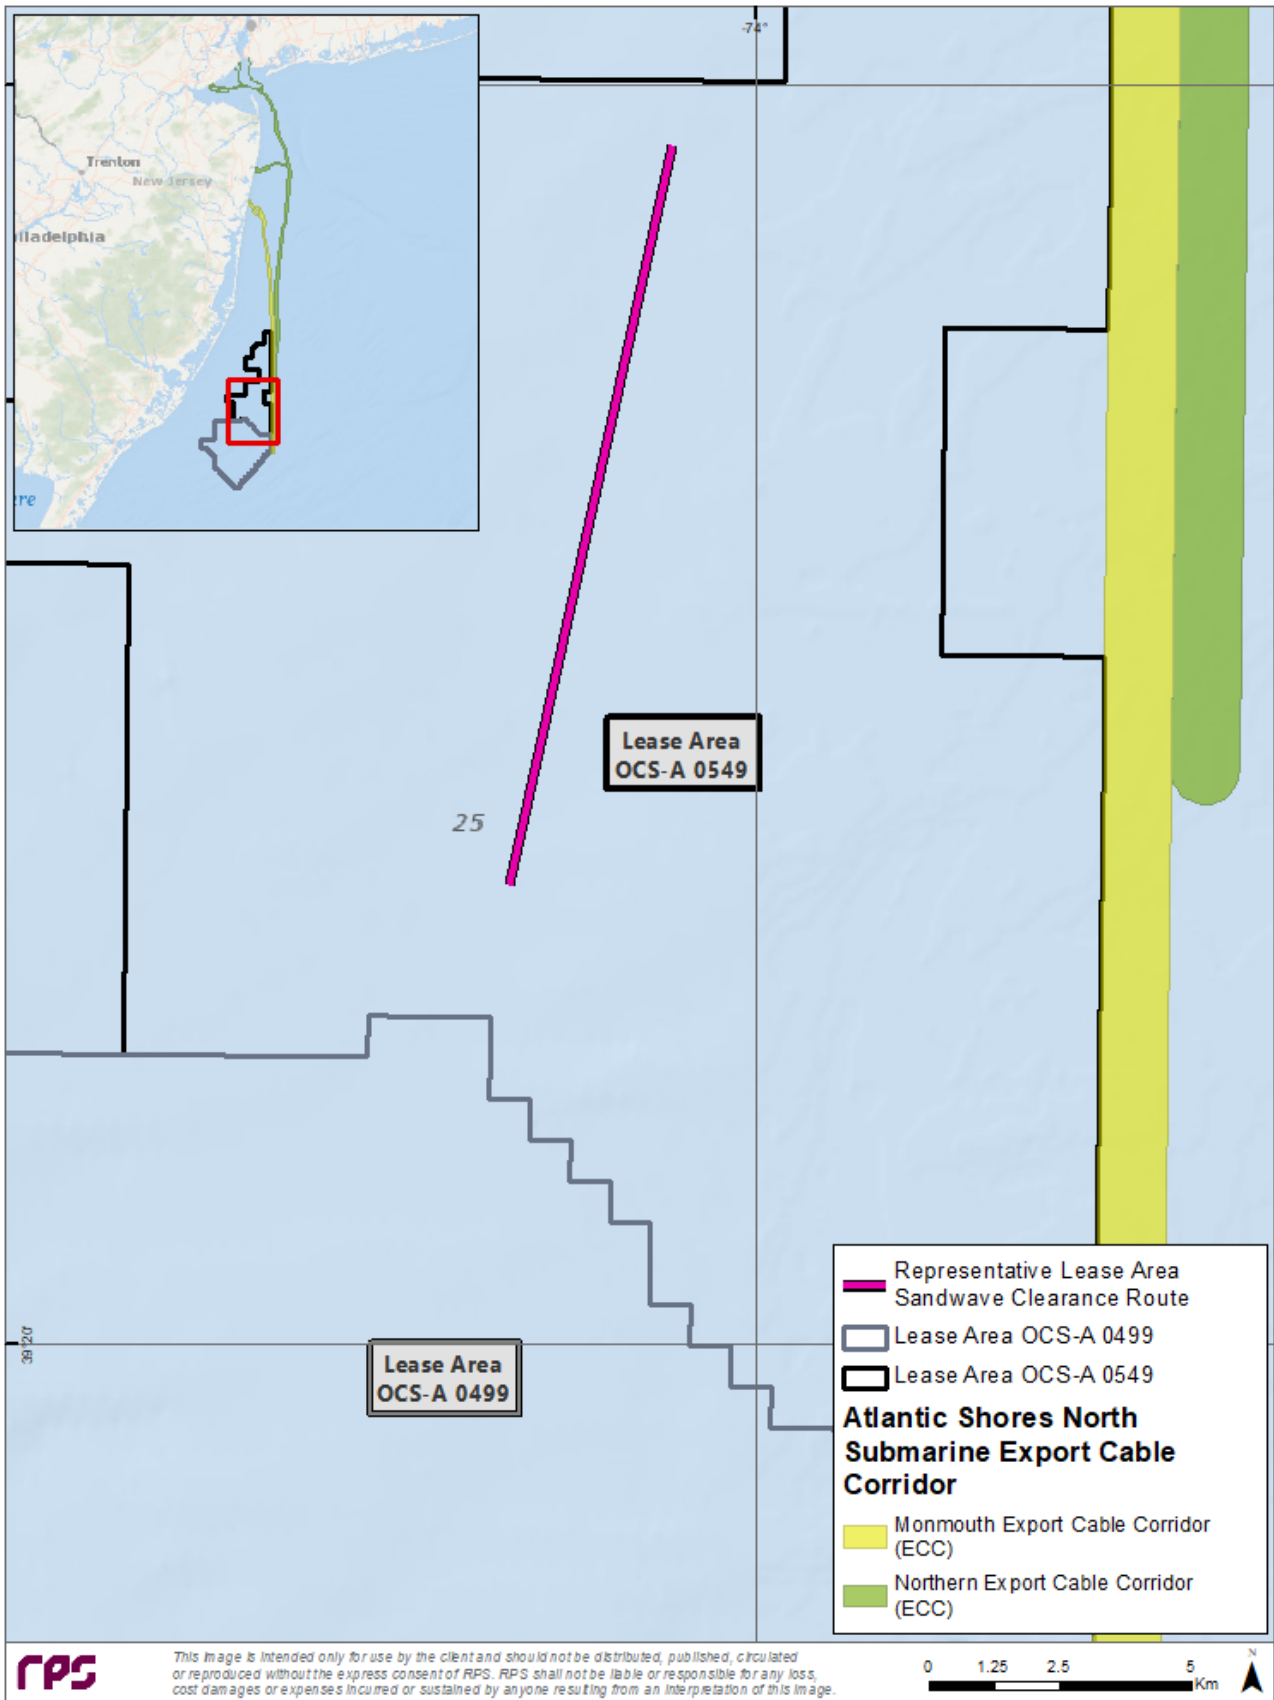 -74°
Trenton
New Jersey
iladelphia
re
Lease Area
OCS-A 0549
25
39°20'
Lease Area
OCS-A 0499
Representative Lease Area
Sandwave Clearance Route
Lease Area OCS-A 0499
Lease Area OCS-A 0549
Atlantic Shores North
Submarine Export Cable
Corridor
Monmouth Export Cable Corridor
(ECC)
Northern Export Cable Corridor
(ECC)
rps
This image is intended only for use by the client and should not be distributed, published, circulated
or reproduced without the express consent of RPS. RPS shall not be liable or responsible for any loss,
cost damages or expenses incurred or sustained by anyone resulting from an interpretation of this image.
0 1.25 2.5 5
Km
N